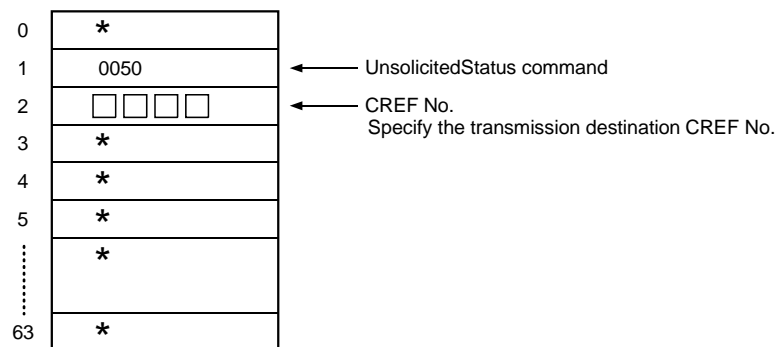 0 *
1 0050 UnsolicitedStatus command
2 □□□□ CREF No.
Specify the transmission destination CREF No.
3 *
4 *
5 *
*
63 *